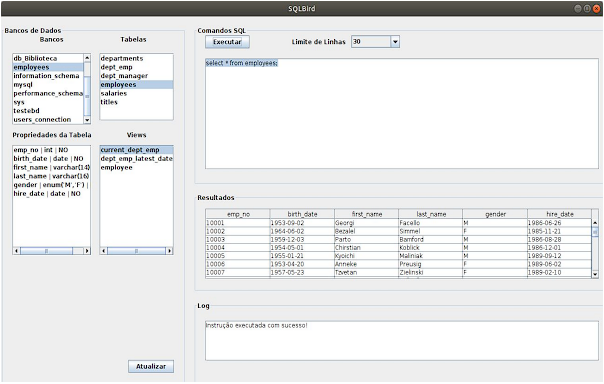 SQLBird
Bancos de Dados
Bancos
Tabelas
db_Biblioteca
employees
information_schema
mysql
performance_schema
sys
testebd
users_connection
departments
dept_emp
dept_manager
employees
salaries
titles
Propriedades da Tabela
Views
emp_no | int | NO
birth_date | date | NO
first_name | varchar(14)
last_name | varchar(16)
gender | enum('M','F') |
hire_date | date | NO
current_dept_emp
dept_emp_latest_date
employee
Atualizar
Comandos SQL
Executar
Limite de Linhas
30
select * from employees;
Resultados
emp_no birth_date first_name last_name gender hire_date
10001 1953-09-02 Georgi Facello M 1986-06-26
10002 1964-06-02 Bezalel Simmel F 1985-11-21
10003 1959-12-03 Parto Bamford M 1986-08-28
10004 1954-05-01 Chirstian Koblick M 1986-12-01
10005 1955-01-21 Kyoichi Maliniak M 1989-09-12
10006 1953-04-20 Anneke Preusig F 1989-06-02
10007 1957-05-23 Tzvetan Zielinski F 1989-02-10
Log
Instrução executada com sucesso!